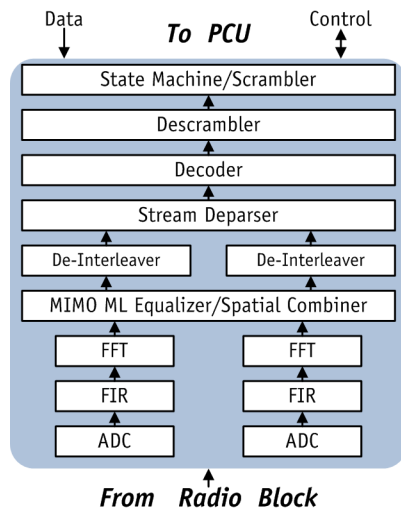 Data Control
To PCU
State Machine/Scrambler
Descrambler
Decoder
Stream Deparser
De-Interleaver De-Interleaver
MIMO ML Equalizer/Spatial Combiner
FFT FFT
FIR FIR
ADC ADC
From Radio Block